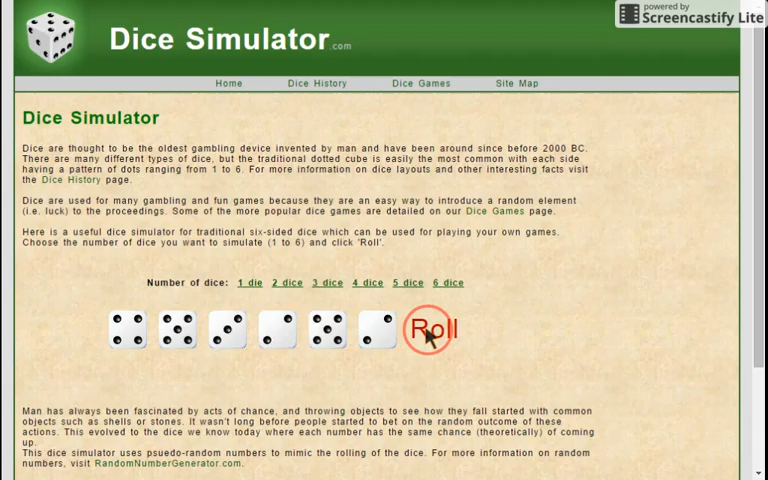 powered by
Screencastify Lite
Dice Simulator.com
Home Dice History Dice Games Site Map
Dice Simulator
Dice are thought to be the oldest gambling device invented by man and have been around since before 2000 BC.
There are many different types of dice, but the traditional dotted cube is easily the most common with each side
having a pattern of dots ranging from 1 to 6. For more information on dice layouts and other interesting facts visit
the Dice History page.
Dice are used for many gambling and fun games because they are an easy way to introduce a random element
(i.e. luck) to the proceedings. Some of the more popular dice games are detailed on our Dice Games page.
Here is a useful dice simulator for traditional six-sided dice which can be used for playing your own games.
Choose the number of dice you want to simulate (1 to 6) and click 'Roll'.
Number of dice: 1 die 2 dice 3 dice 4 dice 5 dice 6 dice
Roll
Man has always been fascinated by acts of chance, and throwing objects to see how they fall started with common
objects such as shells or stones. It wasn't long before people started to bet on the random outcome of these
actions. This evolved to the dice we know today where each number has the same chance (theoretically) of coming
up.
This dice simulator uses psuedo-random numbers to mimic the rolling of the dice. For more information on random
numbers, visit RandomNumberGenerator.com.